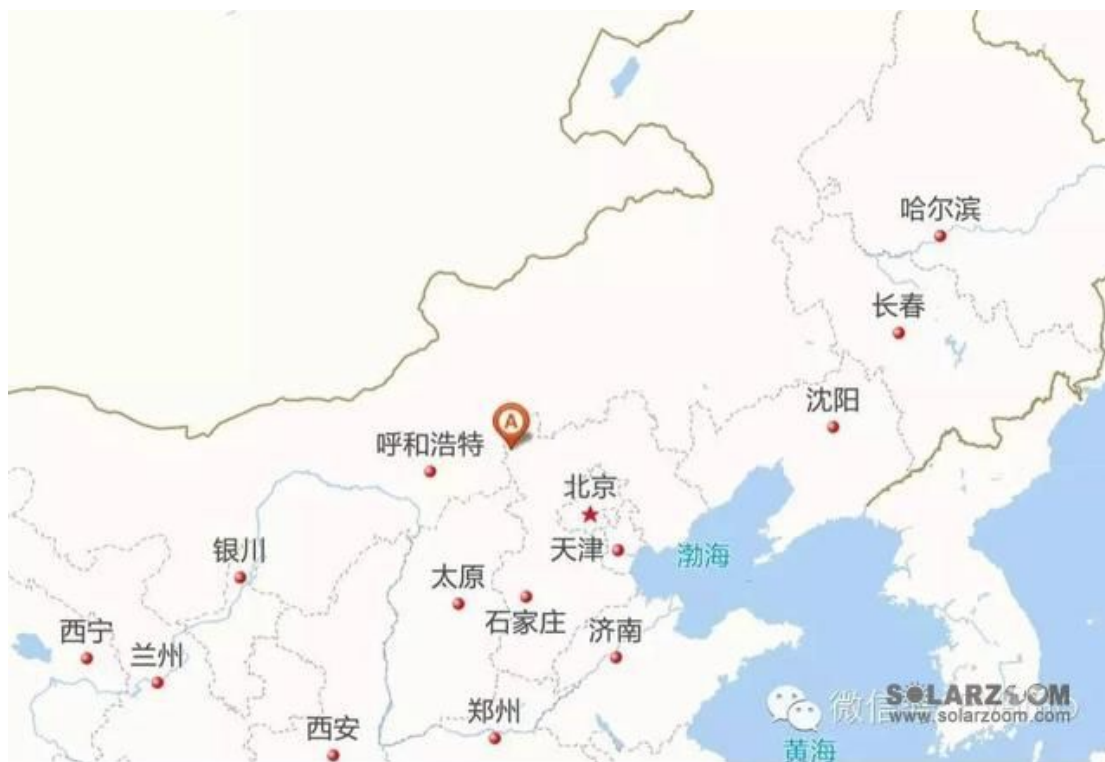 哈尔滨
长春
沈阳
A
呼和浩特
北京
天津
渤海
银川
太原
石家庄
济南
西宁
兰州
郑州
西安
黄海
微信
SOLARZOOM
www.solarzoom.com